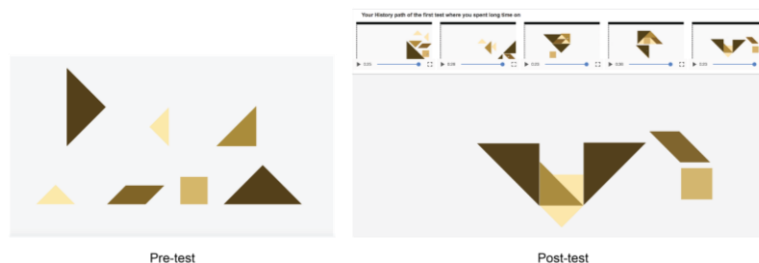 Your History path of the first test where you spent long time on
Pre-test
Post-test